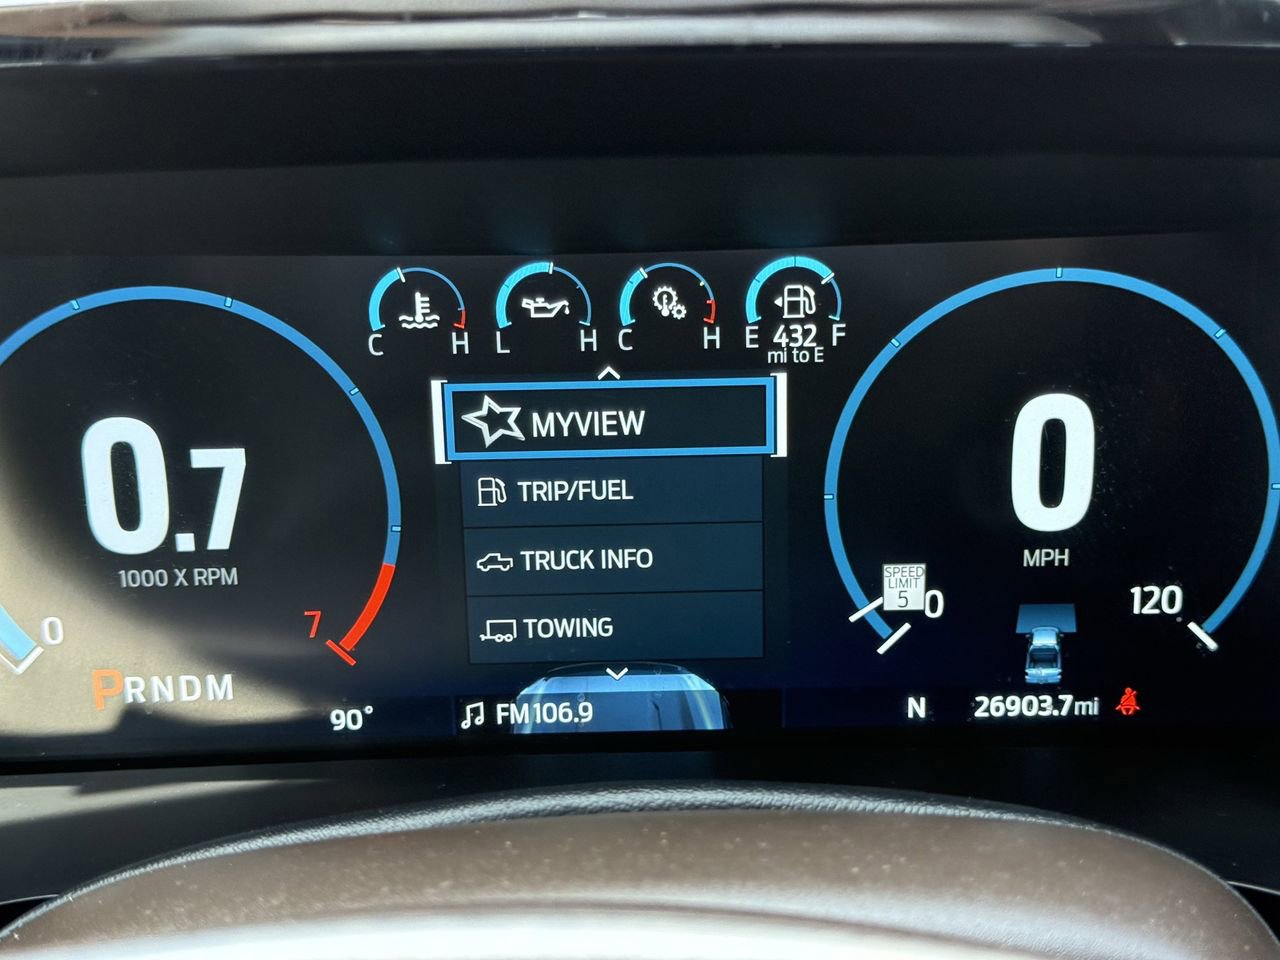 C H
L H
C H
E 432 F
mi to E
MYVIEW
TRIP/FUEL
TRUCK INFO
TOWING
0.7
1000 X RPM
0
7
PRNDM
90°
FM106.9
0
MPH
SPEED
LIMIT
5
0
120
N
26903.7mi